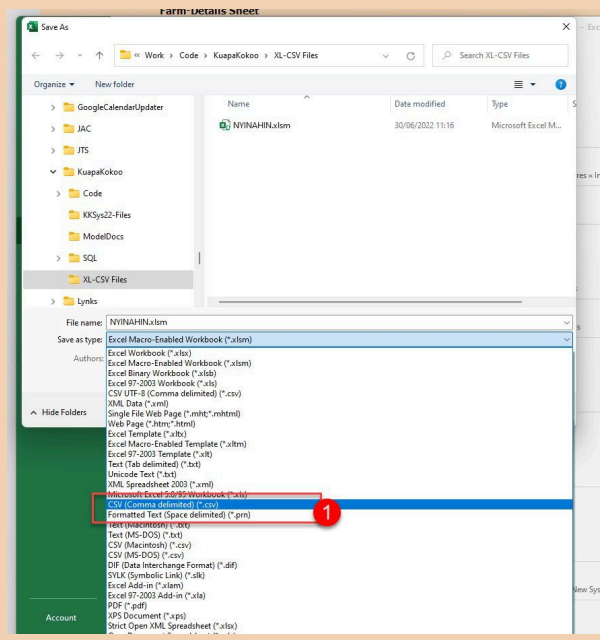 Farm-Details Sheet
Save As
- Exc
« Work › Code › KuapaKokoo › XL-CSV Files
Search XL-CSV Files
Organize
New folder
Name
Date modified
Type
S
GoogleCalendarUpdater
NYINAHIN.xlsm
30/06/2022 11:16
Microsoft Excel M...
JAC
JTS
KuapaKokoo
res » In
Code
KKSys22-Files
ModelDocs
SQL
XL-CSV Files
Lynks
File name:
NYINAHIN.xlsm
Save as type:
Excel Macro-Enabled Workbook (*.xlsm)
Authors:
Excel Workbook (*.xlsx)
Excel Macro-Enabled Workbook (*.xlsm)
Excel Binary Workbook (*.xlsb)
Excel 97-2003 Workbook (*.xls)
CSV UTF-8 (Comma delimited) (*.csv)
XML Data (*.xml)
Single File Web Page (*.mht;*.mhtml)
Hide Folders
Web Page (*.htm;*.html)
Excel Template (*.xltx)
Excel Macro-Enabled Template (*.xltm)
Excel 97-2003 Template (*.xlt)
Text (Tab delimited) (*.txt)
Unicode Text (*.txt)
XML Spreadsheet 2003 (*.xml)
Microsoft Excel 5.0/95 Workbook (*.xls)
CSV (Comma delimited) (*.csv)
Formatted Text (Space delimited) (*.prn)
1
Text (Macintosh) (*.txt)
Text (MS-DOS) (*.txt)
CSV (Macintosh) (*.csv)
CSV (MS-DOS) (*.csv)
DIF (Data Interchange Format) (*.dif)
SYLK (Symbolic Link) (*.slk)
Excel Add-in (*.xlam)
New Sys
Excel 97-2003 Add-in (*.xla)
PDF (*.pdf)
Account
XPS Document (*.xps)
Strict Open XML Spreadsheet (*.xlsx)